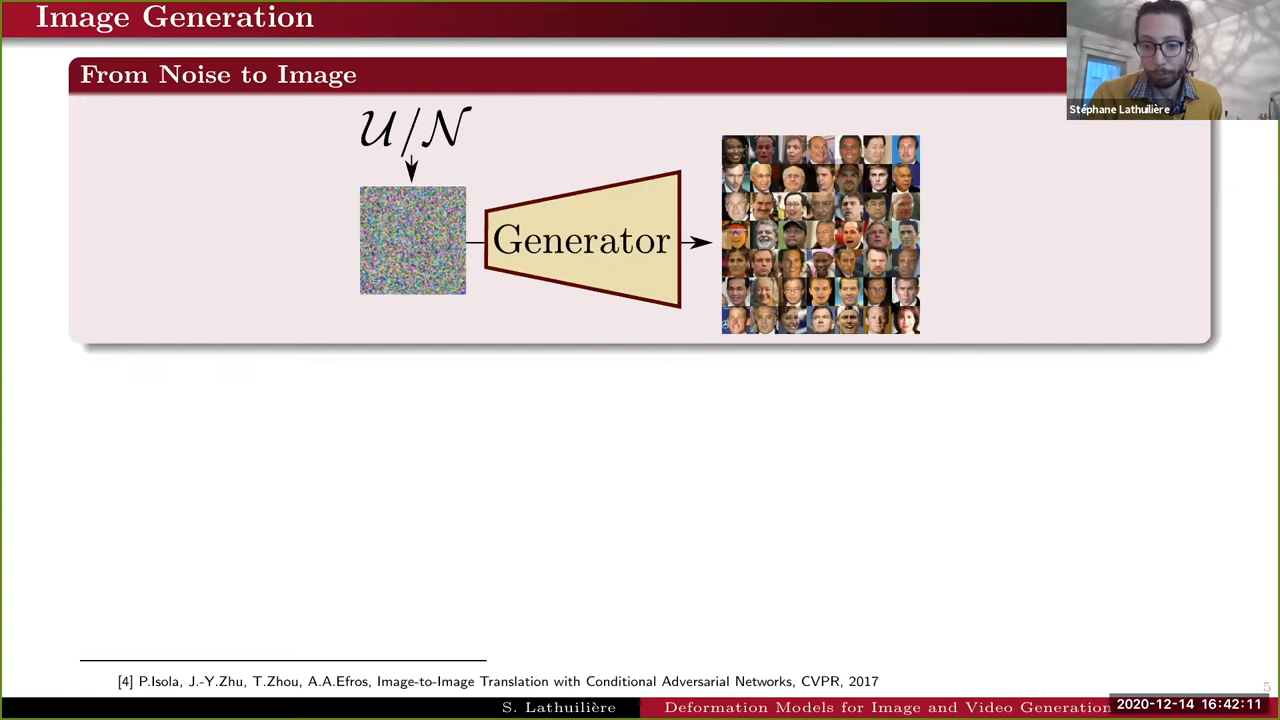 Image Generation
From Noise to Image
U/N
Generator
Stéphane Lathuilière
[4] P.Isola, J.-Y.Zhu, T.Zhou, A.A.Efros, Image-to-Image Translation with Conditional Adversarial Networks, CVPR, 2017
5
S. Lathuilière
Deformation Models for Image and Video Generation
2020-12-14 16:42:11